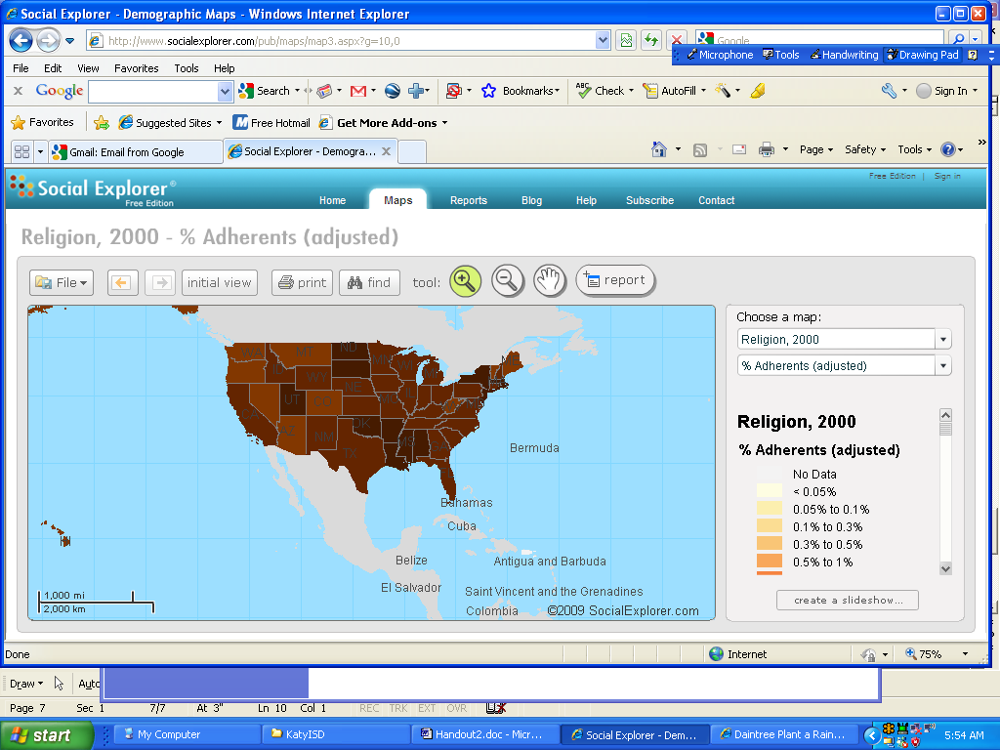 Social Explorer - Demographic Maps - Windows Internet Explorer
http://www.socialexplorer.com/pub/maps/map3.aspx?g=10,0
Google
Microphone Tools Handwriting Drawing Pad
File Edit View Favorites Tools Help
x Google Search Bookmarks Check AutoFill Sign In
Favorites Suggested Sites Free Hotmail Get More Add-ons
Gmail: Email from Google Social Explorer - Demogra... Page Safety Tools
Free Edition | Sign in
Social Explorer
Free Edition
Home Maps Reports Blog Help Subscribe Contact
Religion, 2000 - % Adherents (adjusted)
File initial view print find tool: report
Choose a map:
Religion, 2000
% Adherents (adjusted)
Religion, 2000
% Adherents (adjusted)
No Data
< 0.05%
0.05% to 0.1%
0.1% to 0.3%
0.3% to 0.5%
0.5% to 1%
create a slideshow...
ND
WY
NE
UT
OK
NM
AZ
TX
MS
Bermuda
Bahamas
Cuba
Belize
Antigua and Barbuda
El Salvador
Saint Vincent and the Grenadines
Colombia
1,000 mi
2,000 km
©2009 SocialExplorer.com
Done Internet 75%
Draw Auto
Page 7 Sec 1 7/7 At 3" Ln 10 Col 1 REC TRK EXT OVR
start My Computer KatyISD Handout2.doc - Micr... Social Explorer - Dem... Daintree Plant a Rain... 5:54 AM